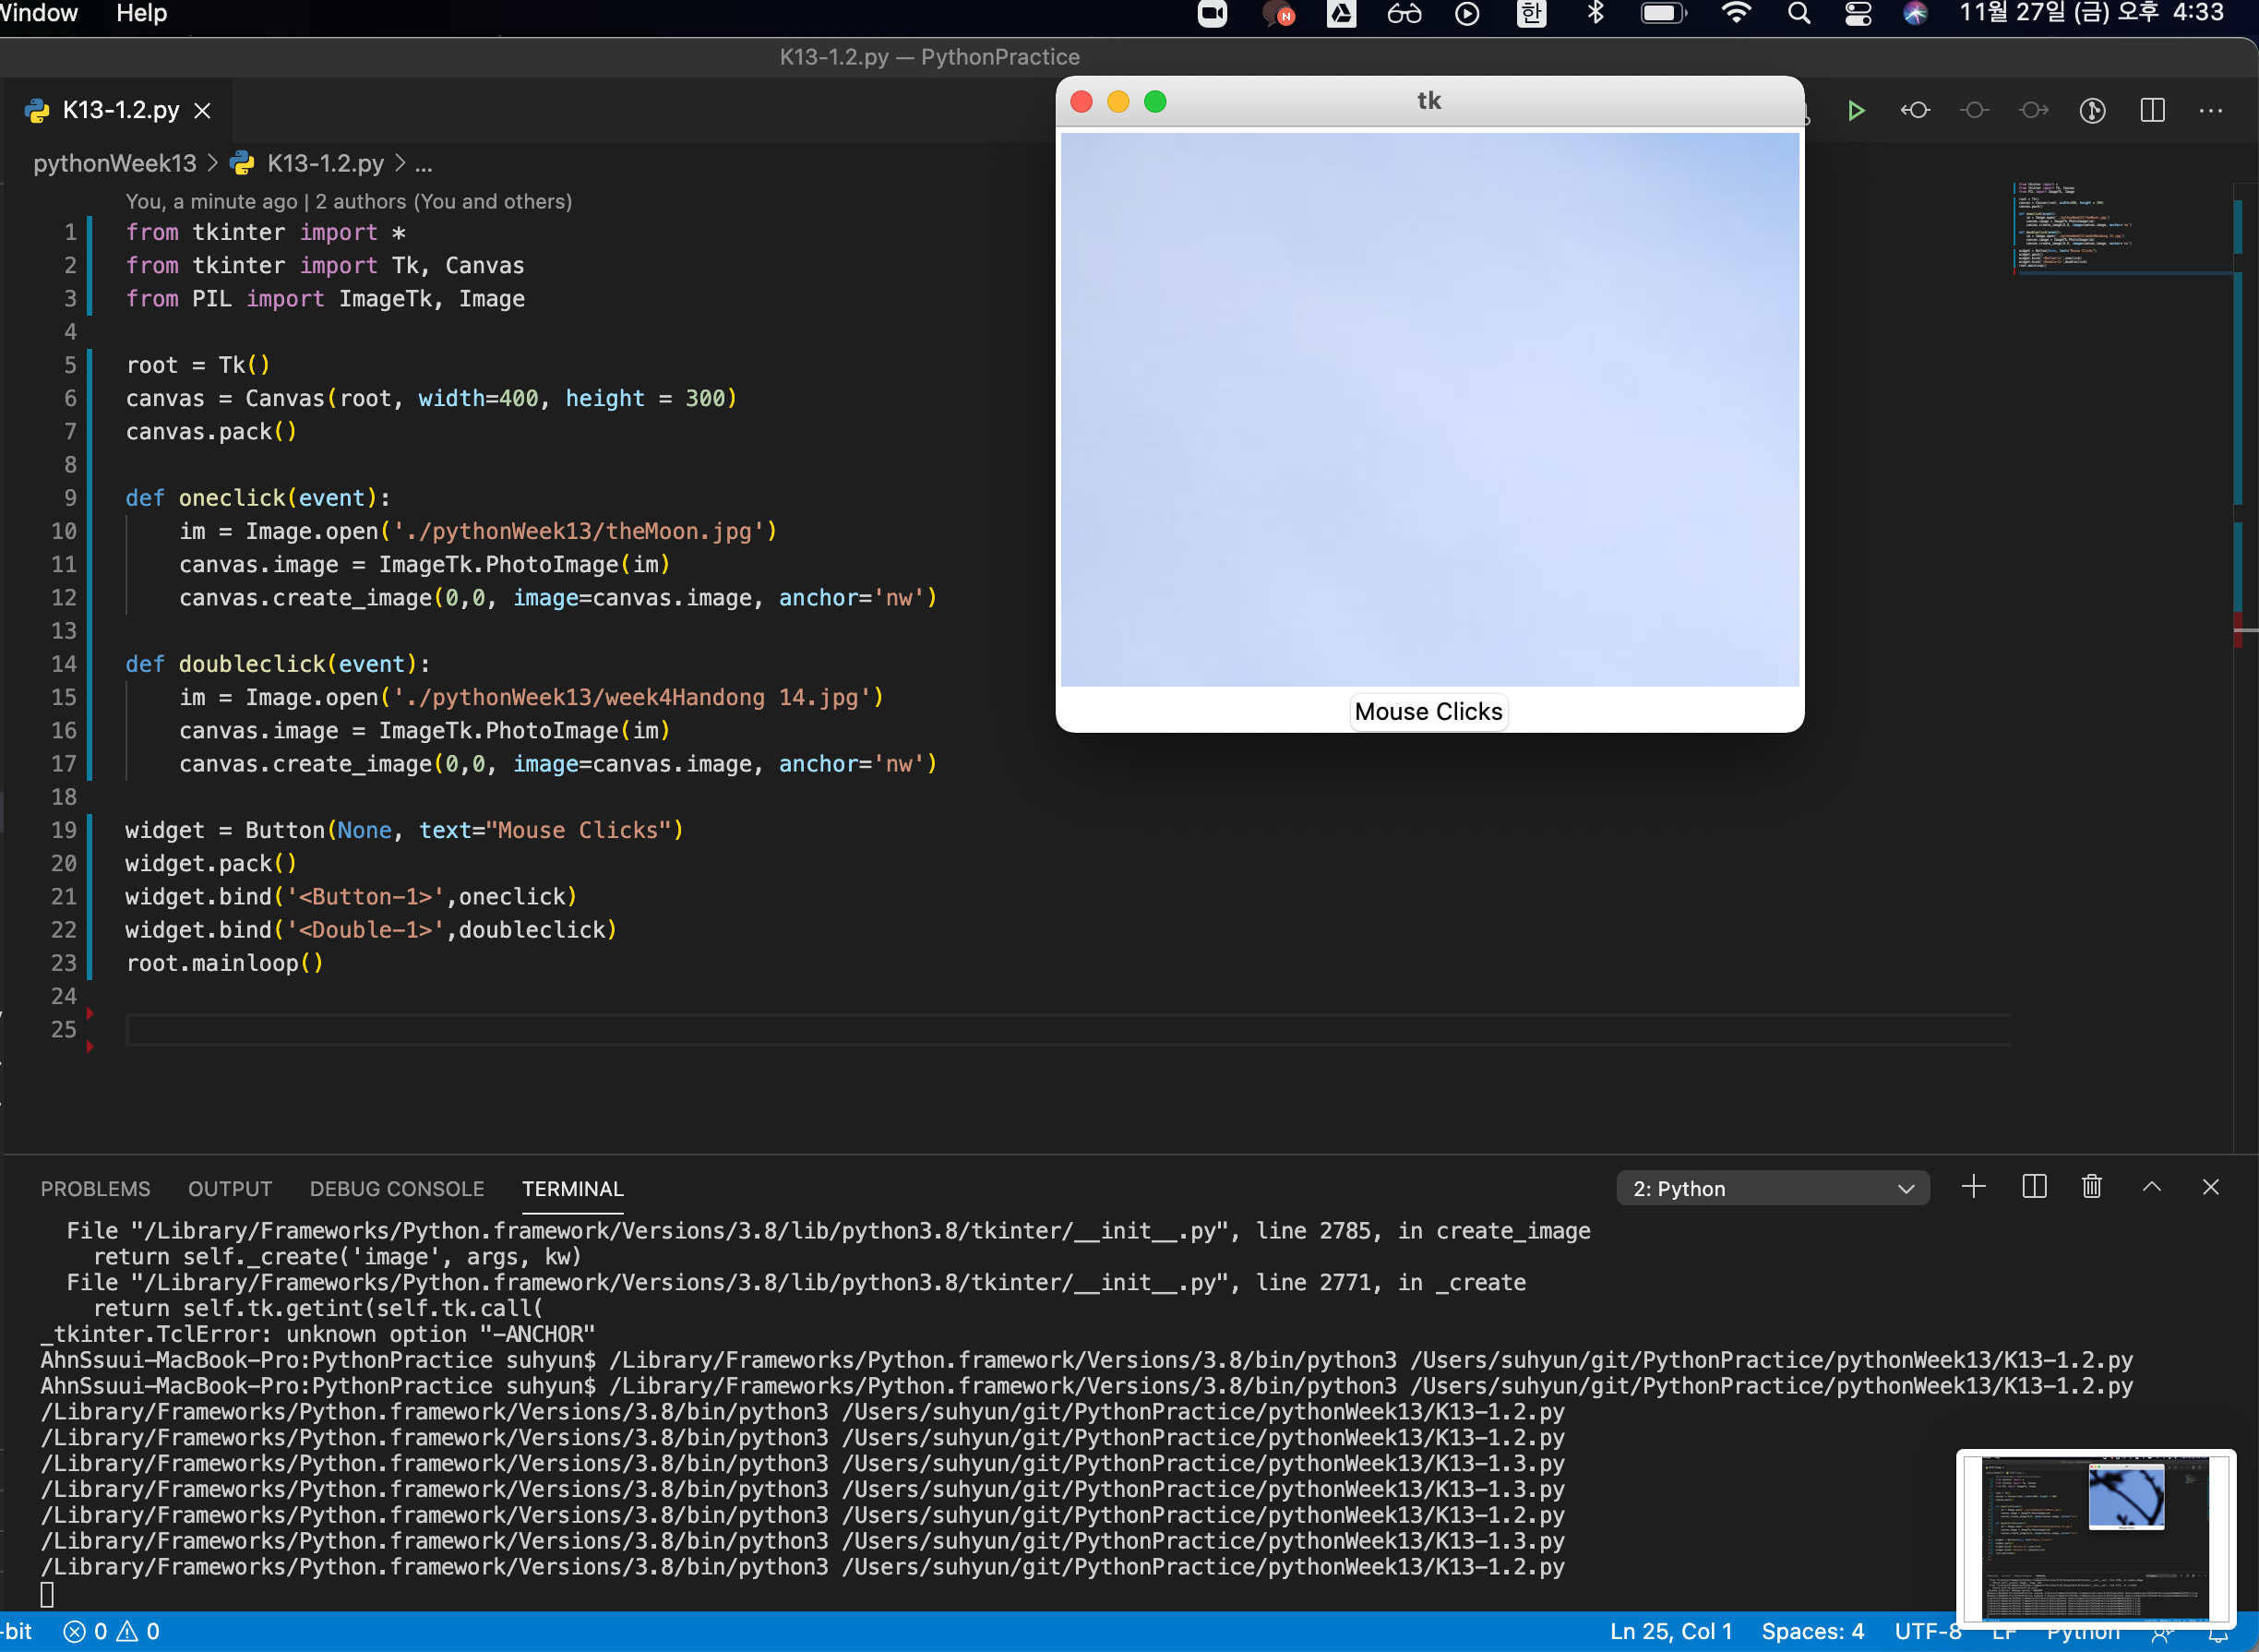 Window Help 한 11월 27일 (금) 오후 4:33
K13-1.2.py — PythonPractice
K13-1.2.py
tk
pythonWeek13 > K13-1.2.py > ...
You, a minute ago | 2 authors (You and others)
1 from tkinter import *
2 from tkinter import Tk, Canvas
3 from PIL import ImageTk, Image
4
5 root = Tk()
6 canvas = Canvas(root, width=400, height = 300)
7 canvas.pack()
8
9 def oneclick(event):
10 im = Image.open('./pythonWeek13/theMoon.jpg')
11 canvas.image = ImageTk.PhotoImage(im)
12 canvas.create_image(0,0, image=canvas.image, anchor='nw')
13
14 def doubleclick(event):
15 im = Image.open('./pythonWeek13/week4Handong 14.jpg')
16 canvas.image = ImageTk.PhotoImage(im)
17 canvas.create_image(0,0, image=canvas.image, anchor='nw')
18
19 widget = Button(None, text="Mouse Clicks")
20 widget.pack()
21 widget.bind('<Button-1>',oneclick)
22 widget.bind('<Double-1>',doubleclick)
23 root.mainloop()
24
25
Mouse Clicks
PROBLEMS OUTPUT DEBUG CONSOLE TERMINAL 2: Python
File "/Library/Frameworks/Python.framework/Versions/3.8/lib/python3.8/tkinter/__init__.py", line 2785, in create_image
return self._create('image', args, kw)
File "/Library/Frameworks/Python.framework/Versions/3.8/lib/python3.8/tkinter/__init__.py", line 2771, in _create
return self.tk.getint(self.tk.call(
_tkinter.TclError: unknown option "-ANCHOR"
AhnSsuui-MacBook-Pro:PythonPractice suhyun$ /Library/Frameworks/Python.framework/Versions/3.8/bin/python3 /Users/suhyun/git/PythonPractice/pythonWeek13/K13-1.2.py
AhnSsuui-MacBook-Pro:PythonPractice suhyun$ /Library/Frameworks/Python.framework/Versions/3.8/bin/python3 /Users/suhyun/git/PythonPractice/pythonWeek13/K13-1.2.py
/Library/Frameworks/Python.framework/Versions/3.8/bin/python3 /Users/suhyun/git/PythonPractice/pythonWeek13/K13-1.2.py
/Library/Frameworks/Python.framework/Versions/3.8/bin/python3 /Users/suhyun/git/PythonPractice/pythonWeek13/K13-1.2.py
/Library/Frameworks/Python.framework/Versions/3.8/bin/python3 /Users/suhyun/git/PythonPractice/pythonWeek13/K13-1.3.py
/Library/Frameworks/Python.framework/Versions/3.8/bin/python3 /Users/suhyun/git/PythonPractice/pythonWeek13/K13-1.3.py
/Library/Frameworks/Python.framework/Versions/3.8/bin/python3 /Users/suhyun/git/PythonPractice/pythonWeek13/K13-1.2.py
/Library/Frameworks/Python.framework/Versions/3.8/bin/python3 /Users/suhyun/git/PythonPractice/pythonWeek13/K13-1.3.py
/Library/Frameworks/Python.framework/Versions/3.8/bin/python3 /Users/suhyun/git/PythonPractice/pythonWeek13/K13-1.2.py
-bit 0 0 Ln 25, Col 1 Spaces: 4 UTF-8 LF Python